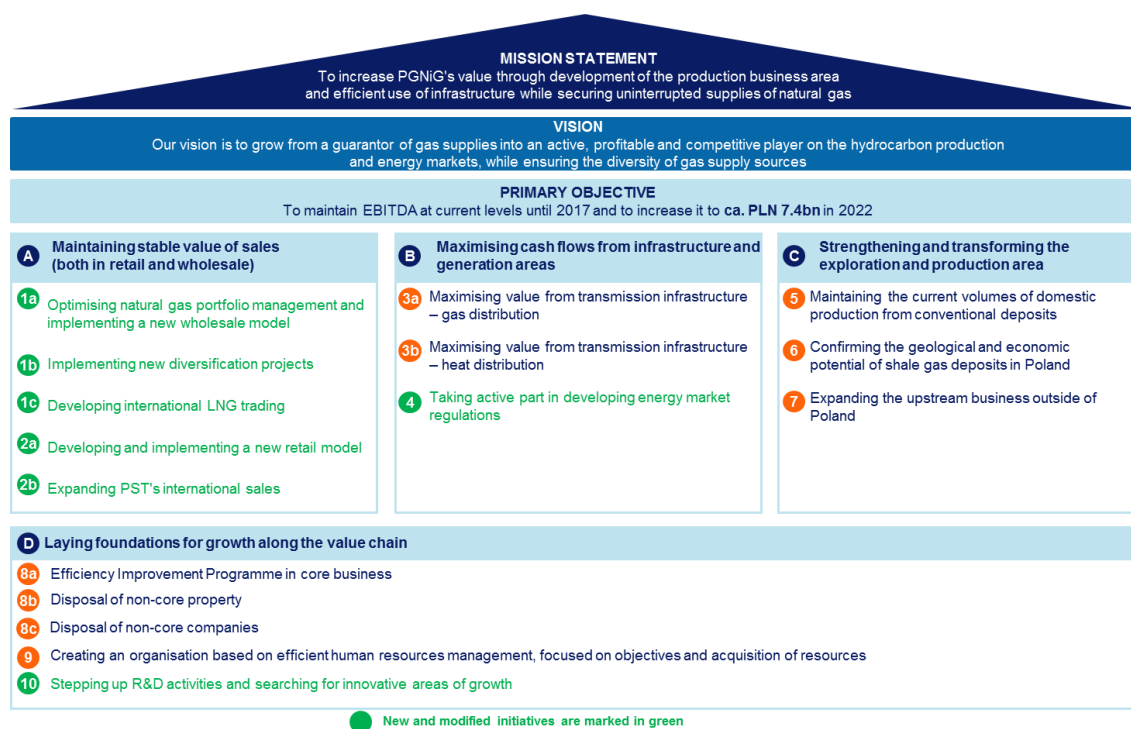 MISSION STATEMENT
To increase PGNiG's value through development of the production business area
and efficient use of infrastructure while securing uninterrupted supplies of natural gas
VISION
Our vision is to grow from a guarantor of gas supplies into an active, profitable and competitive player on the hydrocarbon production
and energy markets, while ensuring the diversity of gas supply sources
PRIMARY OBJECTIVE
To maintain EBITDA at current levels until 2017 and to increase it to ca. PLN 7.4bn in 2022
A Maintaining stable value of sales
(both in retail and wholesale)
1a Optimising natural gas portfolio management and
implementing a new wholesale model
1b Implementing new diversification projects
1c Developing international LNG trading
2a Developing and implementing a new retail model
2b Expanding PST's international sales
B Maximising cash flows from infrastructure and
generation areas
3a Maximising value from transmission infrastructure
– gas distribution
3b Maximising value from transmission infrastructure
– heat distribution
4 Taking active part in developing energy market
regulations
C Strengthening and transforming the
exploration and production area
5 Maintaining the current volumes of domestic
production from conventional deposits
6 Confirming the geological and economic
potential of shale gas deposits in Poland
7 Expanding the upstream business outside of
Poland
D Laying foundations for growth along the value chain
8a Efficiency Improvement Programme in core business
8b Disposal of non-core property
8c Disposal of non-core companies
9 Creating an organisation based on efficient human resources management, focused on objectives and acquisition of resources
10 Stepping up R&D activities and searching for innovative areas of growth
New and modified initiatives are marked in green